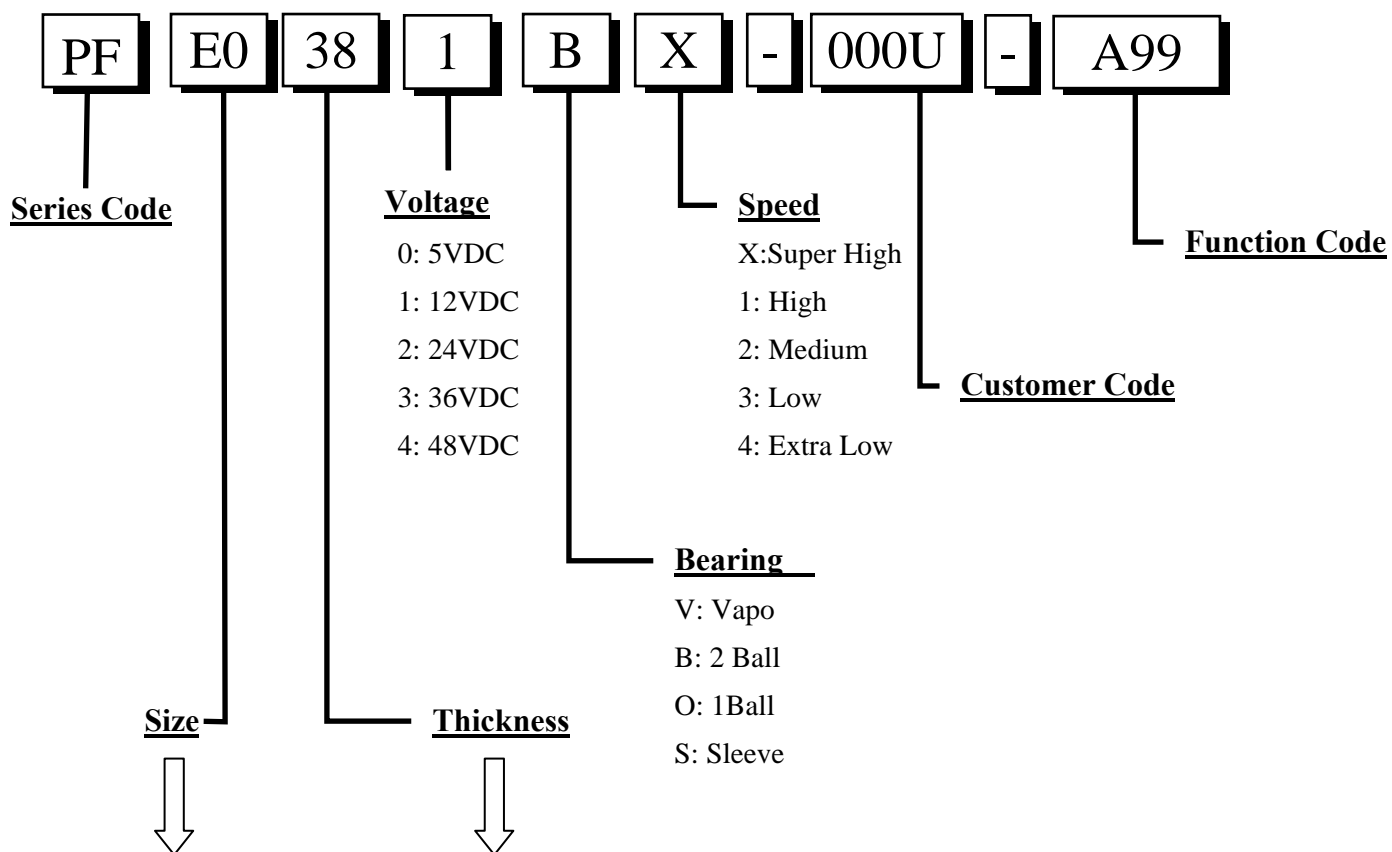 PF E0 38 1 B X - 000U - A99
Series Code
Voltage
0: 5VDC
1: 12VDC
2: 24VDC
3: 36VDC
4: 48VDC
Speed
X:Super High
1: High
2: Medium
3: Low
4: Extra Low
Function Code
Customer Code
Bearing
V: Vapo
B: 2 Ball
O: 1Ball
S: Sleeve
Size
Thickness